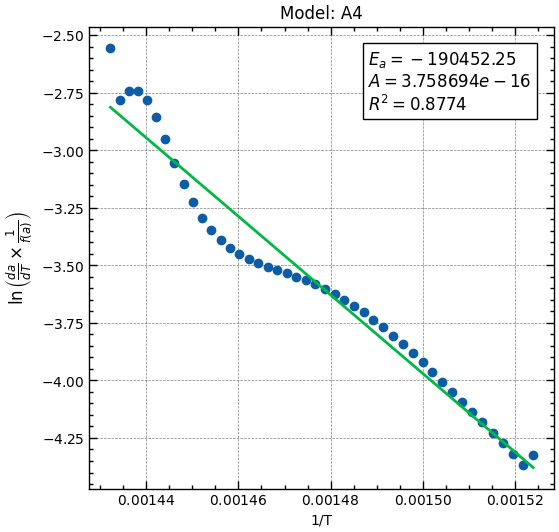 Model: A4
E_a = −190452.25
A = 3.758694e − 16
R² = 0.8774
−2.50
−2.75
−3.00
−3.25
−3.50
−3.75
−4.00
−4.25
ln(da/dT × 1/f(a))
0.00144 0.00146 0.00148 0.00150 0.00152
1/T